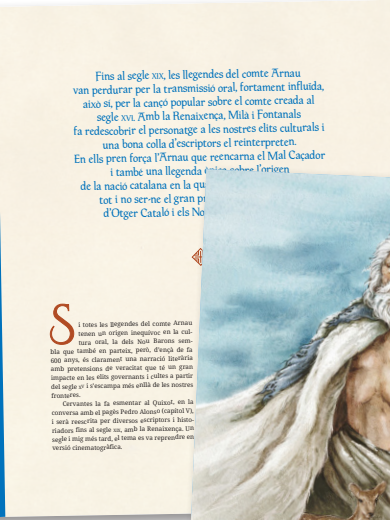 Fins al segle XIX, les llegendes del comte Arnau
van perdurar per la transmissió oral, fortament influïda,
això sí, per la cançó popular sobre el comte creada al
segle XVI. Amb la Renaixença, Milà i Fontanals
fa redescobrir el personatge a les nostres elits culturals i
una bona colla d'escriptors el reinterpreten.
En ells pren força l'Arnau que reencarna el Mal Caçador
i també una llegenda èpica sobre l'origen
de la nació catalana en la qu
tot i no ser-ne el gran p
d'Otger Cataló i els No
Si totes les llegendes del comte Arnau
tenen un origen inequívoc en la cul-
tura oral, la dels Nou Barons sem-
bla que també en parteix, però, d'ençà de fa
600 anys, és clarament una narració literària
amb pretensions de veracitat que té un gran
impacte en les elits governants i cultes a partir
del segle XV i s'escampa més enllà de les nostres
fronteres.
Cervantes la fa esmentar al Quixot, en la
conversa amb el pagès Pedro Alonso (capítol V),
i serà reescrita per diversos escriptors i histo-
riadors fins al segle XIX, amb la Renaixença. Un
segle i mig més tard, el tema es va reprendre en
versió cinematogràfica.